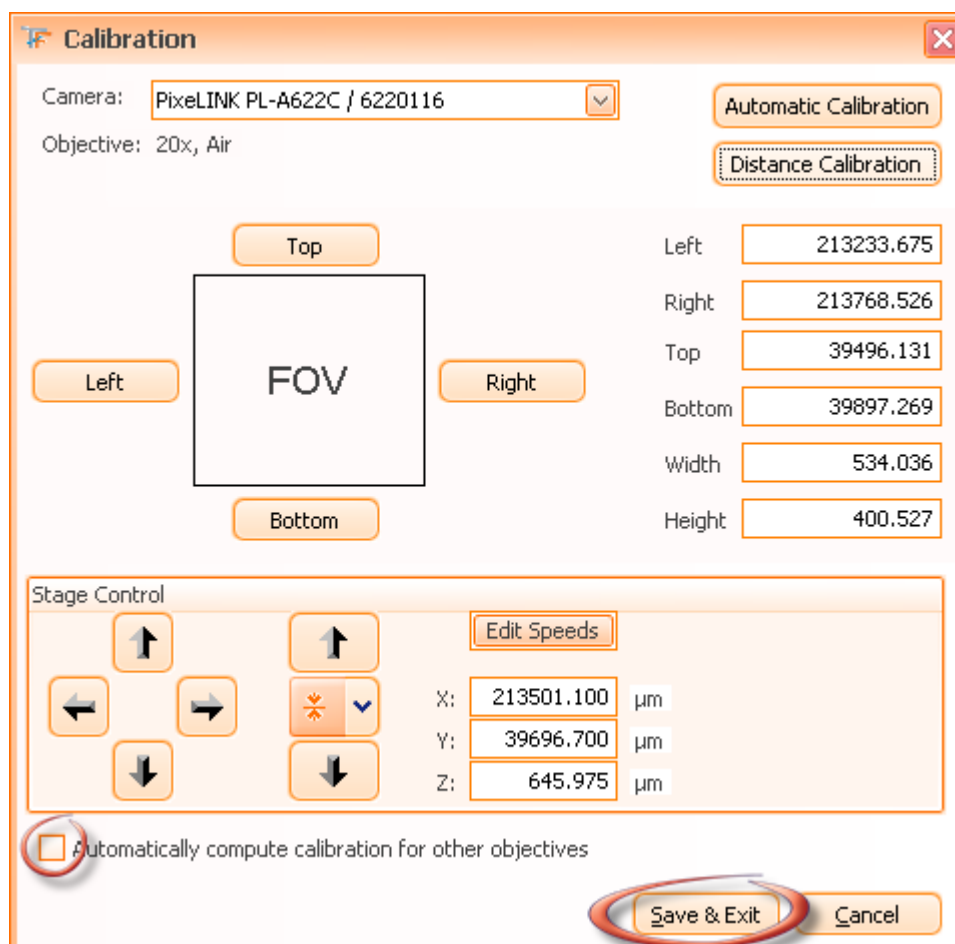 Calibration
Camera: PixeLINK PL-A622C / 6220116
Automatic Calibration
Objective: 20x, Air
Distance Calibration
Top
Left
FOV
Right
Bottom
Left 213233.675
Right 213768.526
Top 39496.131
Bottom 39897.269
Width 534.036
Height 400.527
Stage Control
Edit Speeds
X: 213501.100 µm
Y: 39696.700 µm
Z: 645.975 µm
Automatically compute calibration for other objectives
Save & Exit
Cancel